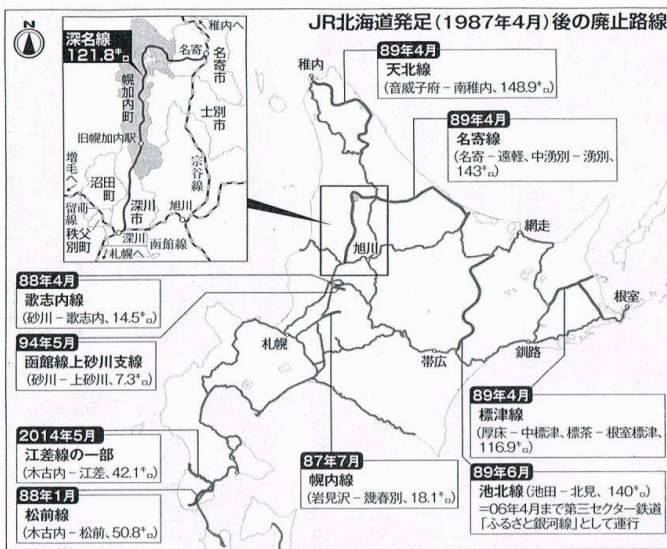 JR北海道発足(1987年4月)後の廃止路線
N
深名線
121.8㌔
稚内へ
名寄
名寄市
幌加内町
士別市
旧幌加内駅
増毛へ
沼田町
宗谷線
留萌線
深川市
旭川
秩父別町
深川
函館線
札幌へ
稚内
89年4月
天北線
(音威子府－南稚内、148.9㌔)
89年4月
名寄線
(名寄－遠軽、中湧別－湧別、
143㌔)
旭川
網走
根室
釧路
帯広
札幌
88年4月
歌志内線
(砂川－歌志内、14.5㌔)
94年5月
函館線上砂川支線
(砂川－上砂川、7.3㌔)
2014年5月
江差線の一部
(木古内－江差、42.1㌔)
88年1月
松前線
(木古内－松前、50.8㌔)
87年7月
幌内線
(岩見沢－幾春別、18.1㌔)
89年4月
標津線
(厚床－中標津、標茶－根室標津、
116.9㌔)
89年6月
池北線(池田－北見、140㌔)
=06年4月まで第三セクター鉄道
「ふるさと銀河線」として運行